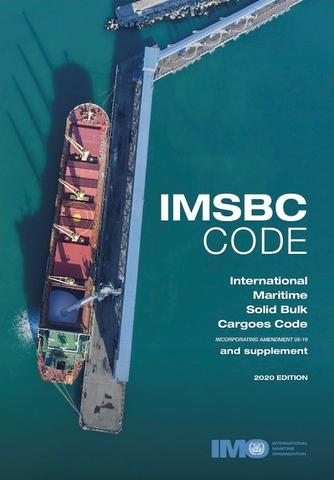 IMSBC
CODE
International
Maritime
Solid Bulk
Cargoes Code
INCORPORATING AMENDMENT 05-19
and supplement
2020 EDITION
IMO
INTERNATIONAL
MARITIME
ORGANIZATION